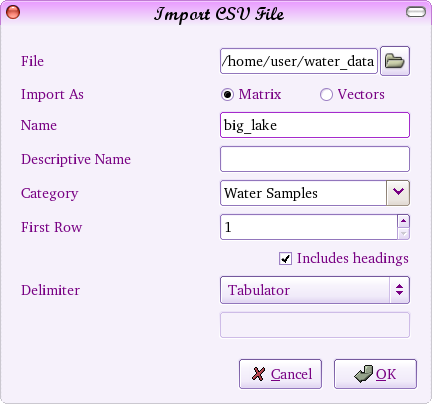 Import CSV File
File /home/user/water_data
Import As Matrix Vectors
Name big_lake
Descriptive Name
Category Water Samples
First Row 1
Includes headings
Delimiter Tabulator
Cancel OK